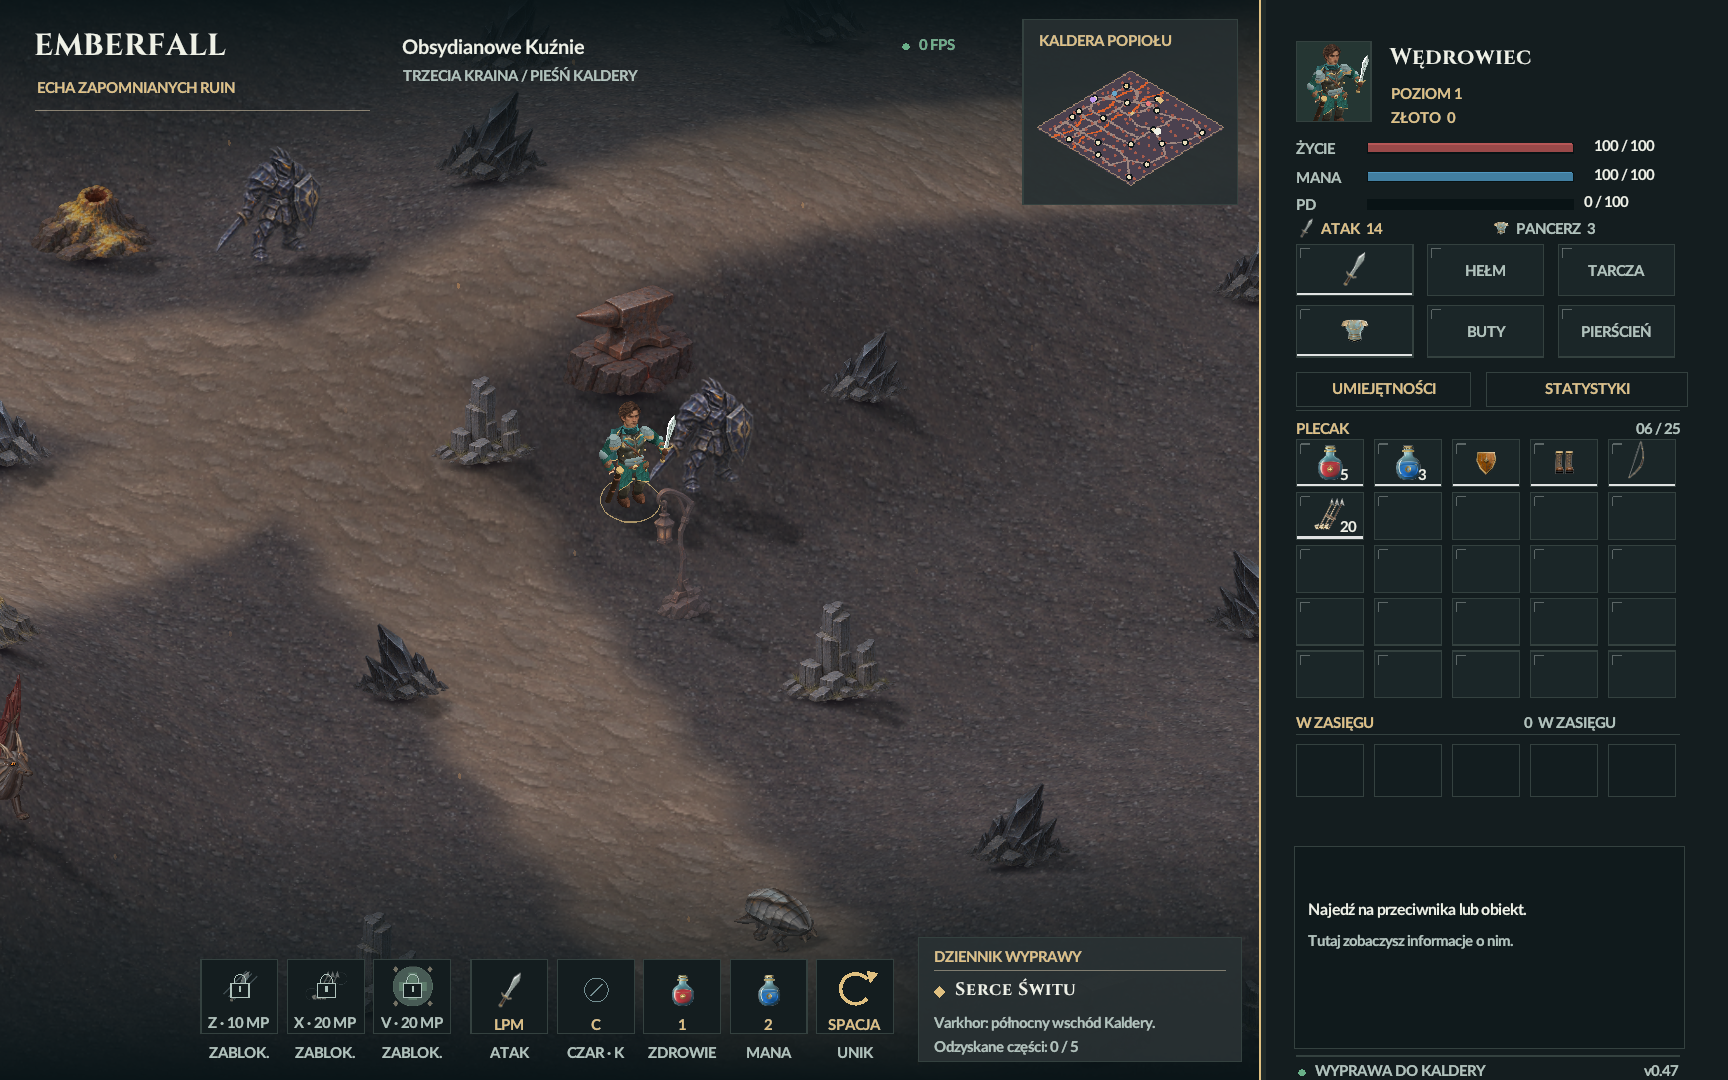 EMBERFALL
ECHA ZAPOMNIANYCH RUIN
Obsydianowe Kuźnie
TRZECIA KRAINA / PIEŚŃ KALDERY
0 FPS
KALDERA POPIOŁU
Wędrowiec
POZIOM 1
ZŁOTO 0
ŻYCIE 100 / 100
MANA 100 / 100
PD 0 / 100
ATAK 14 PANCERZ 3
HEŁM TARCZA
BUTY PIERŚCIEŃ
UMIEJĘTNOŚCI STATYSTYKI
PLECAK 06 / 25
5 3
20
W ZASIĘGU 0 W ZASIĘGU
Najedź na przeciwnika lub obiekt.
Tutaj zobaczysz informacje o nim.
WYPRAWA DO KALDERY v0.47
Z · 10 MP X · 20 MP V · 20 MP LPM C 1 2 SPACJA
ZABLOK. ZABLOK. ZABLOK. ATAK CZAR · K ZDROWIE MANA UNIK
DZIENNIK WYPRAWY
Serce Świtu
Varkhor: północny wschód Kaldery.
Odzyskane części: 0 / 5